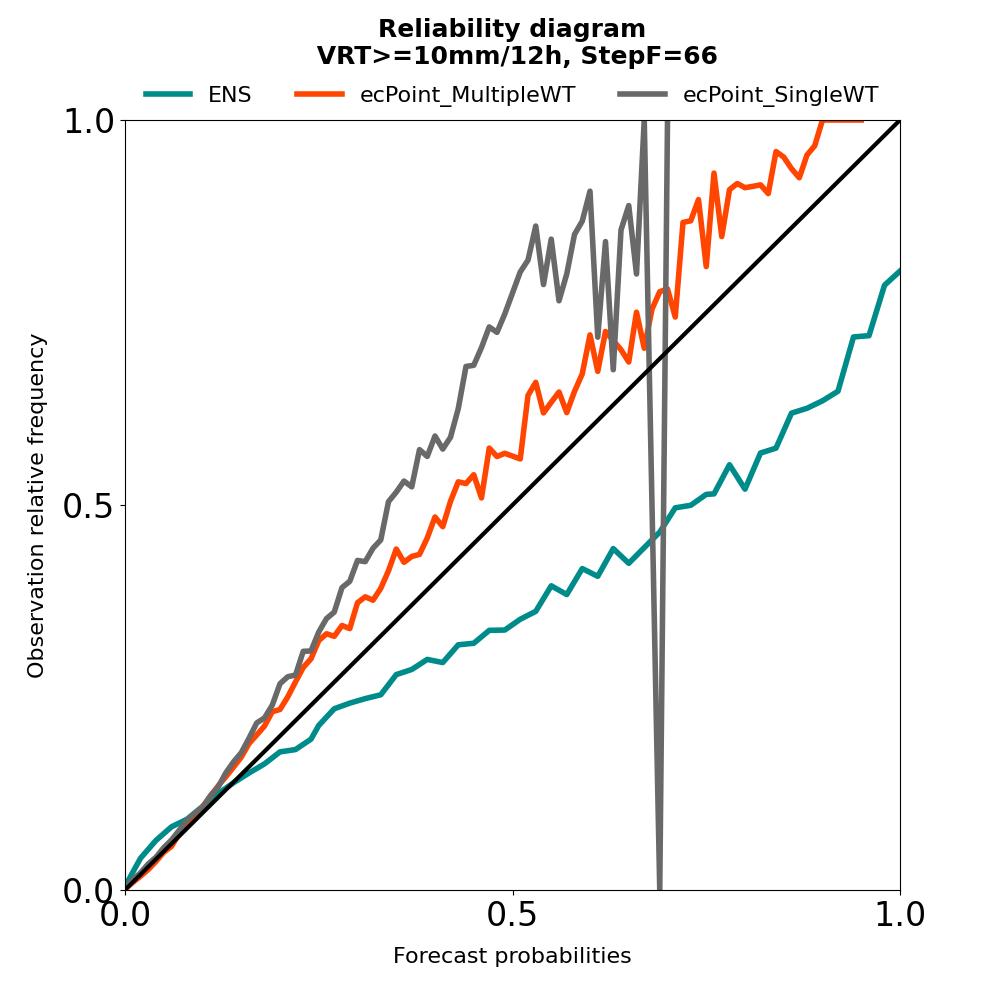 Reliability diagram
VRT>=10mm/12h, StepF=66
ENS ecPoint_MultipleWT ecPoint_SingleWT
1.0
Observation relative frequency
0.5
0.0
0.0 0.5 1.0
Forecast probabilities